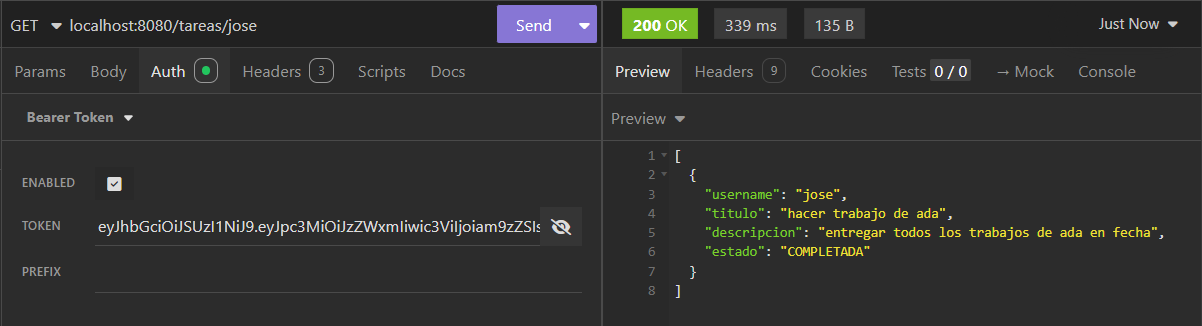 GET localhost:8080/tareas/jose Send
Params Body Auth Headers 3 Scripts Docs
Bearer Token
ENABLED
TOKEN eyJhbGciOiJSUzI1NiJ9.eyJpc3MiOiJzZWxmIiwic3ViIjoiam9zZSIs
PREFIX
200 OK 339 ms 135 B Just Now
Preview Headers 9 Cookies Tests 0 / 0 → Mock Console
Preview
1 [
2 {
3 "username": "jose",
4 "titulo": "hacer trabajo de ada",
5 "descripcion": "entregar todos los trabajos de ada en fecha",
6 "estado": "COMPLETADA"
7 }
8 ]